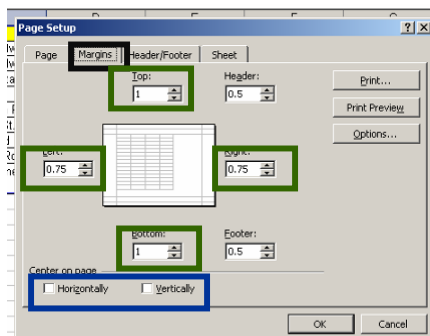 Page Setup
Page Margins Header/Footer Sheet
Top: Header:
1 0.5
Print...
Print Preview
Options...
Left: Right:
0.75 0.75
Bottom: Footer:
1 0.5
Center on page
Horizontally Vertically
OK Cancel